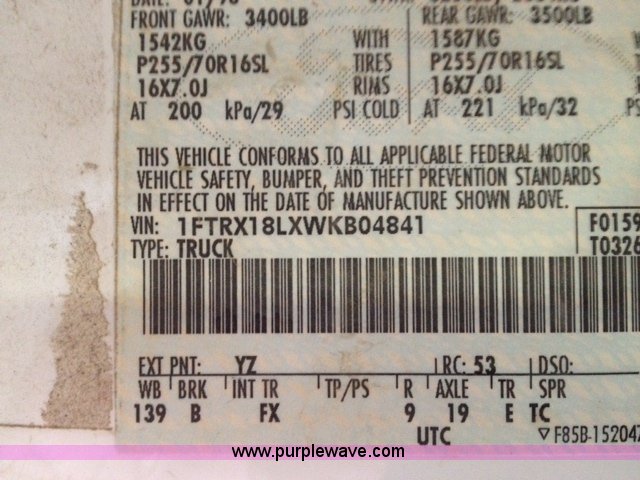 FRONT GAWR: 3400LB REAR GAWR: 3500LB
1542KG WITH 1587KG
P255/70R16SL TIRES P255/70R16SL
16X7.0J RIMS 16X7.0J
AT 200 kPa/29 PSI COLD AT 221 kPa/32
THIS VEHICLE CONFORMS TO ALL APPLICABLE FEDERAL MOTOR
VEHICLE SAFETY, BUMPER, AND THEFT PREVENTION STANDARDS
IN EFFECT ON THE DATE OF MANUFACTURE SHOWN ABOVE.
VIN: 1FTRX18LXWKB04841 F0159
TYPE: TRUCK T0326
EXT PNT: YZ RC: 53 DSO:
WB BRK INT TR TP/PS R AXLE TR SPR
139 B FX 9 19 E TC
UTC ▽F85B-15204
www.purplewave.com